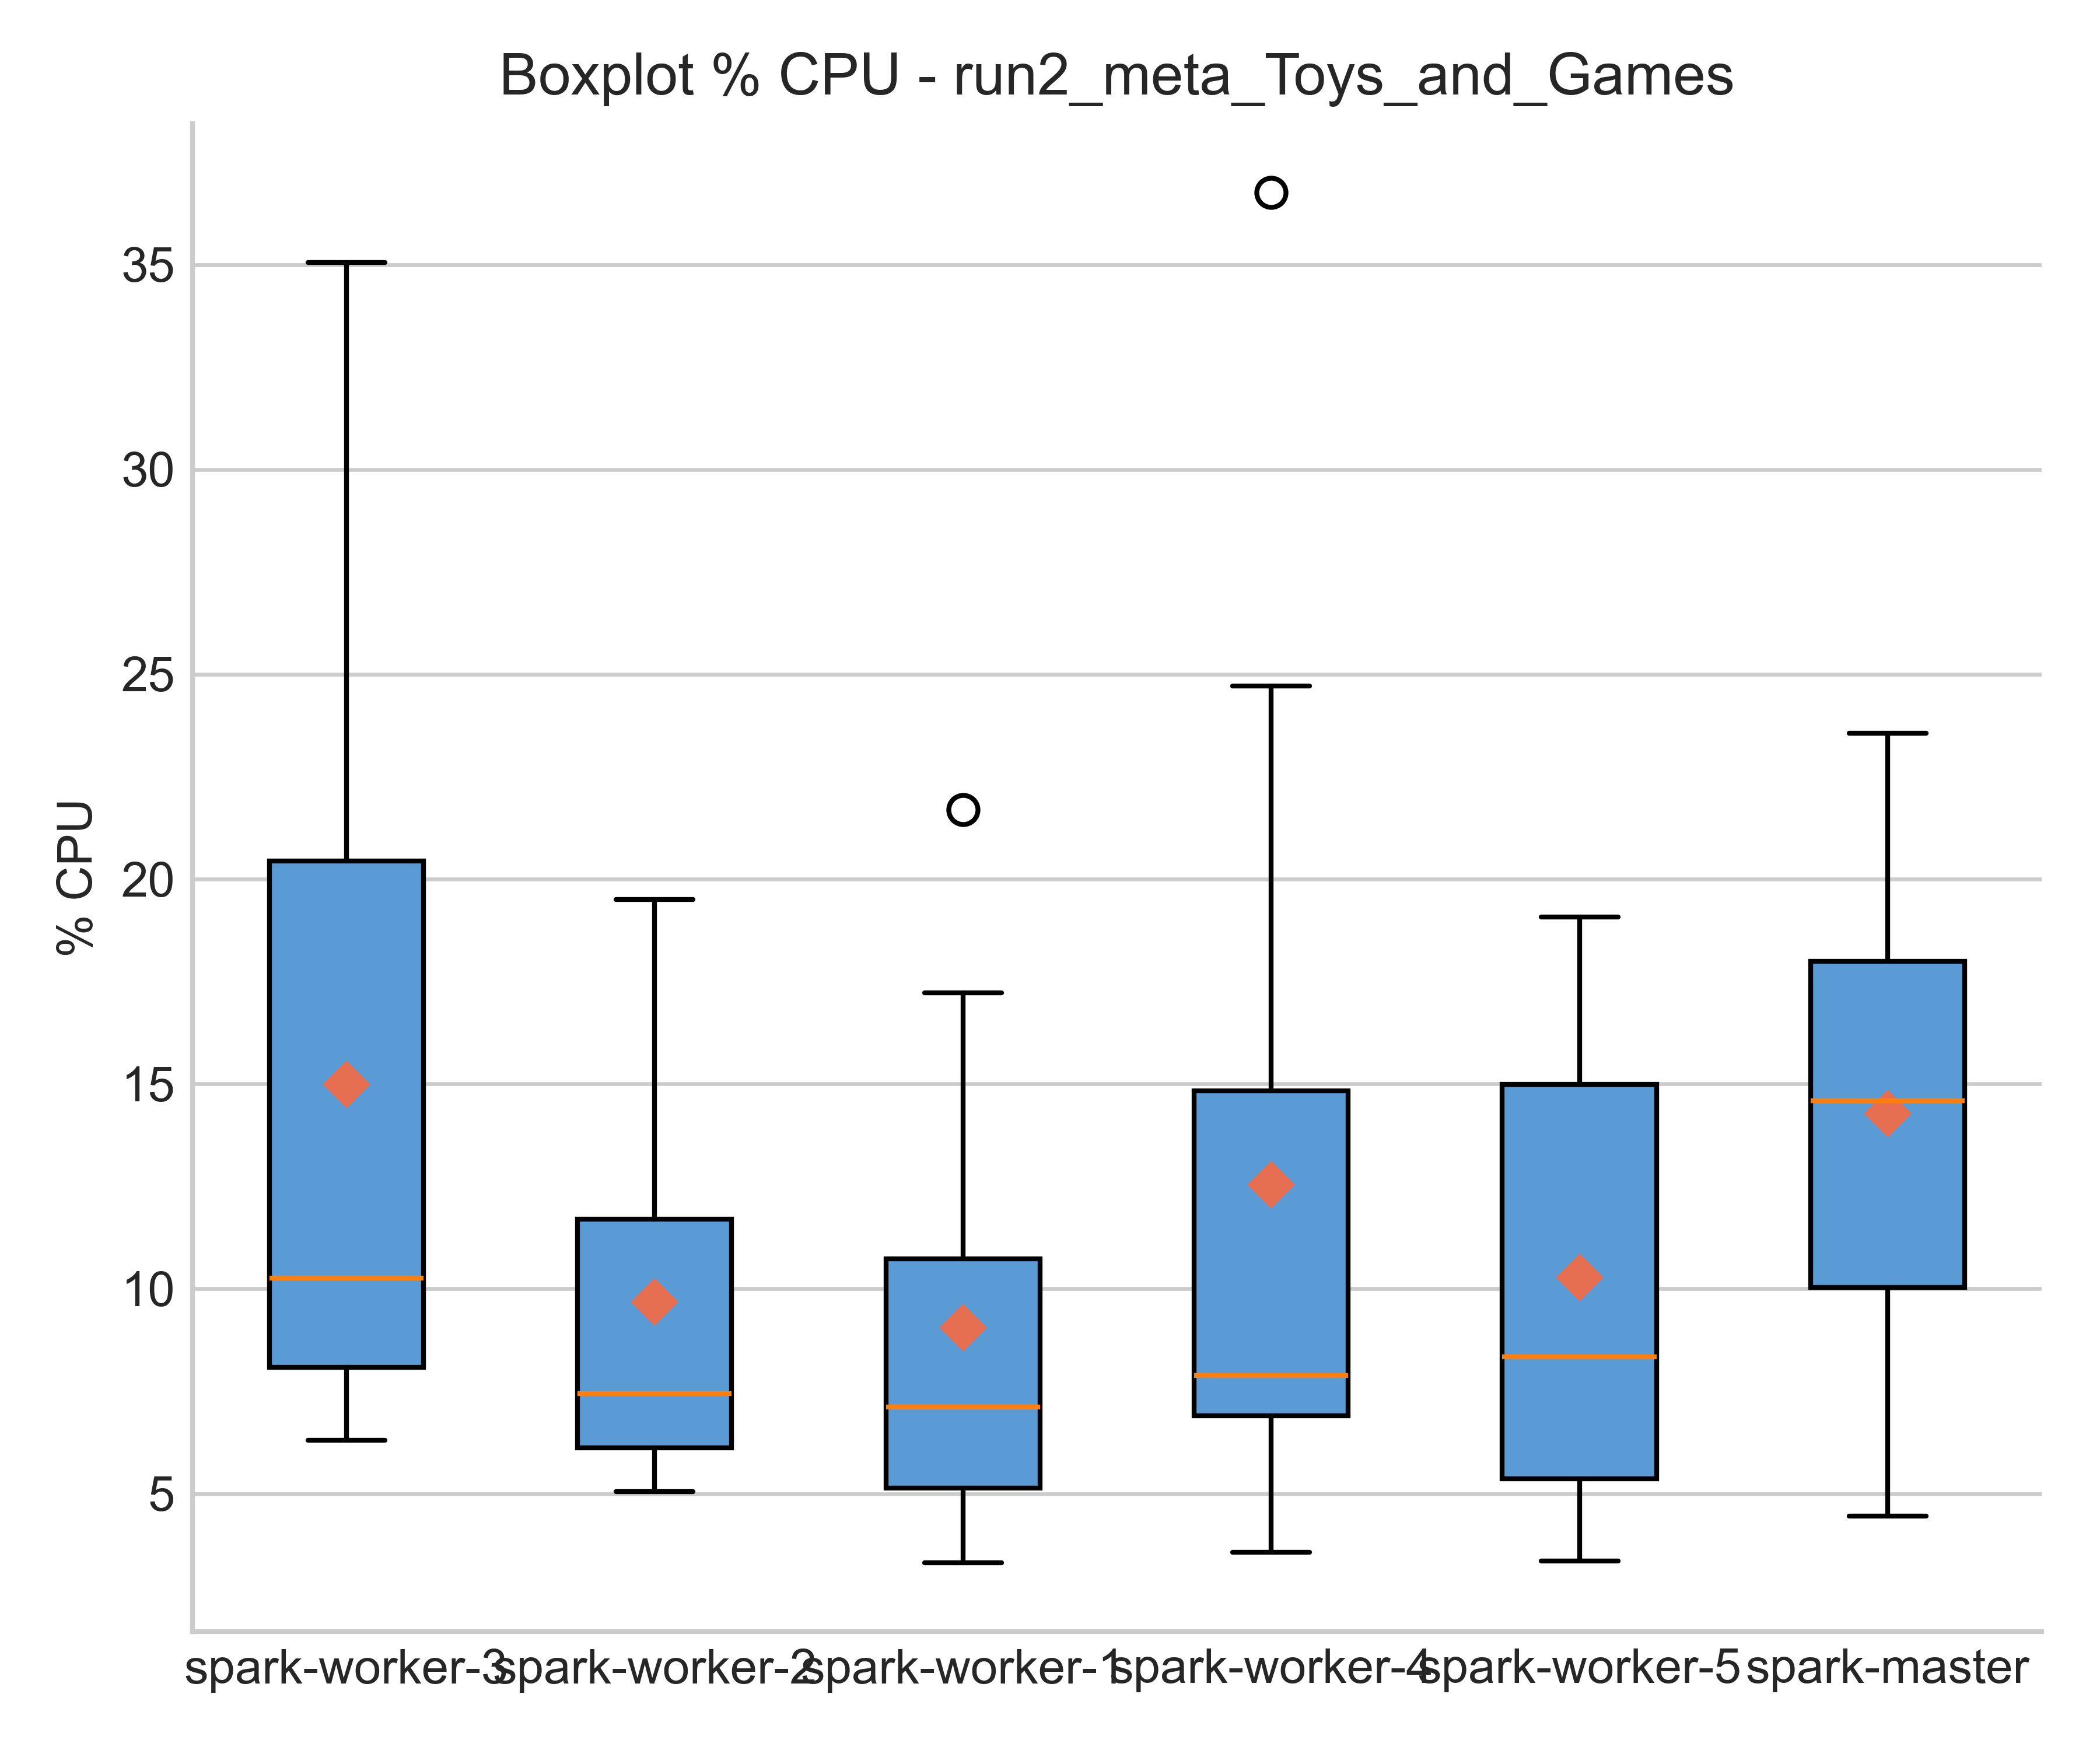 Boxplot % CPU - run2_meta_Toys_and_Games
% CPU
35
30
25
20
15
10
5
spark-worker-3 spark-worker-2 spark-worker-1 spark-worker-4 spark-worker-5 spark-master